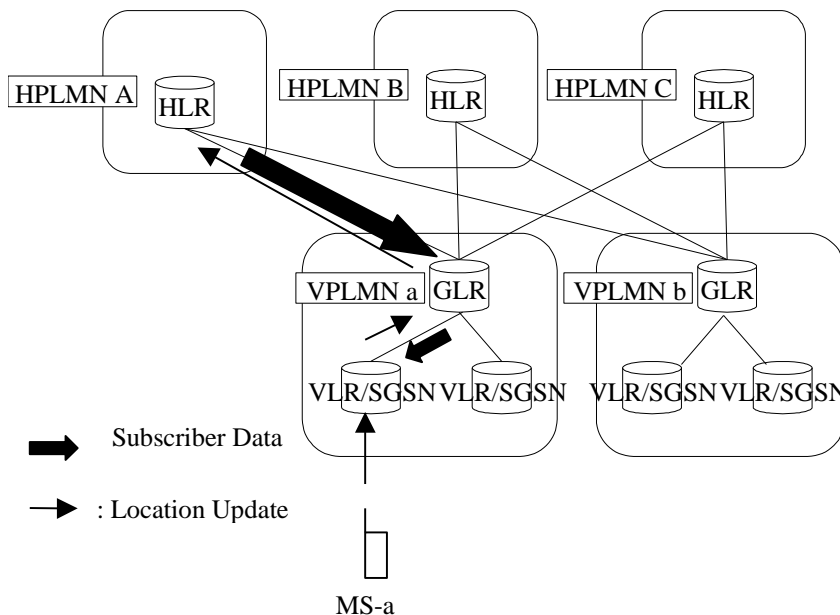 HPLMN A
HLR
HPLMN B
HLR
HPLMN C
HLR
VPLMN a
GLR
VPLMN b
GLR
VLR/SGSN
VLR/SGSN
VLR/SGSN
VLR/SGSN
Subscriber Data
: Location Update
MS-a